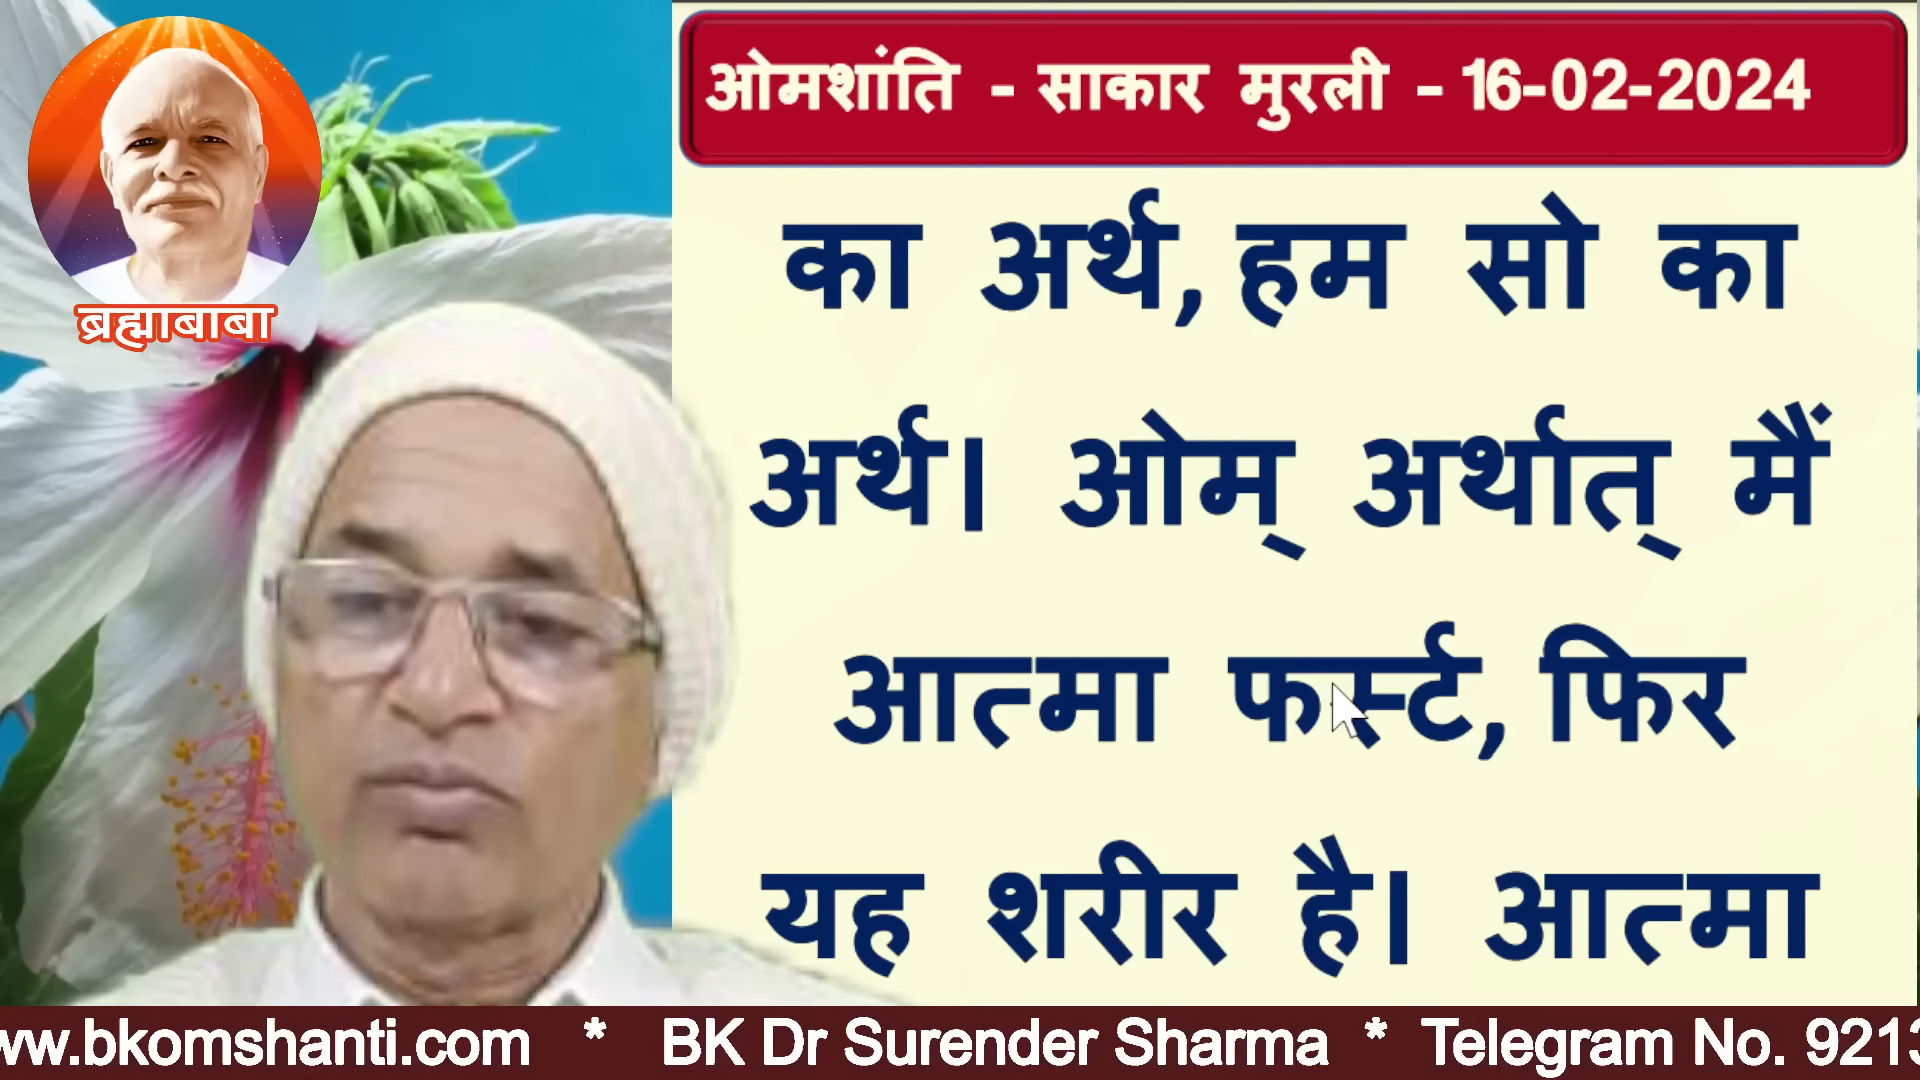 ओमशांति - साकार मुरली - 16-02-2024
ब्रह्माबाबा
का अर्थ, हम सो का
अर्थ। ओम् अर्थात् मैं
आत्मा फर्स्ट, फिर
यह शरीर है। आत्मा
ww.bkomshanti.com * BK Dr Surender Sharma * Telegram No. 9213